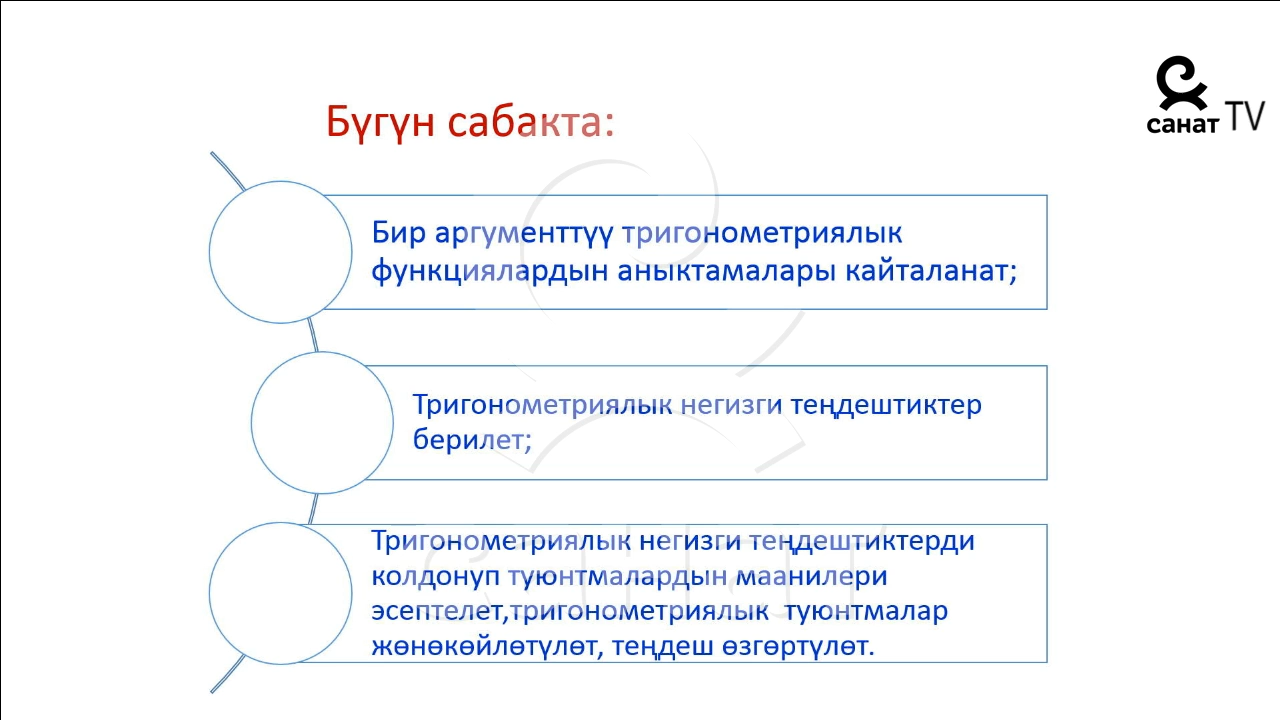 санат TV
Бүгүн сабакта:
Бир аргументтүү тригонометриялык
функциялардын аныктамалары кайталанат;
Тригонометриялык негизги теңдештиктер
берилет;
Тригонометриялык негизги теңдештиктерди
колдонуп туюнтмалардын маанилери
эсептелет,тригонометриялык  туюнтмалар
жөнөкөйлөтүлөт, теңдеш өзгөртүлөт.
санат